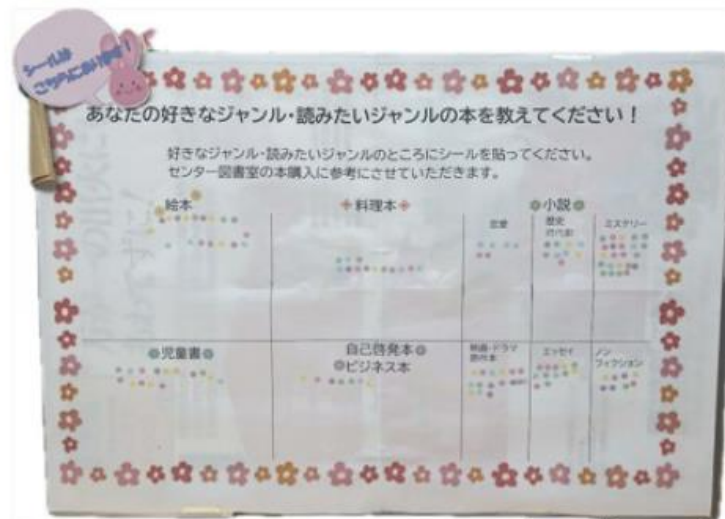 シールは
こちらにあります！
あなたの好きなジャンル・読みたいジャンルの本を教えてください！
好きなジャンル・読みたいジャンルのところにシールを貼ってください。
センター図書室の本購入に参考にさせていただきます。
絵本
料理本
小説
恋愛
歴史
時代劇
ミステリー
児童書
自己啓発本
ビジネス本
映画・ドラマ
原作本
エッセイ
ノン
フィクション